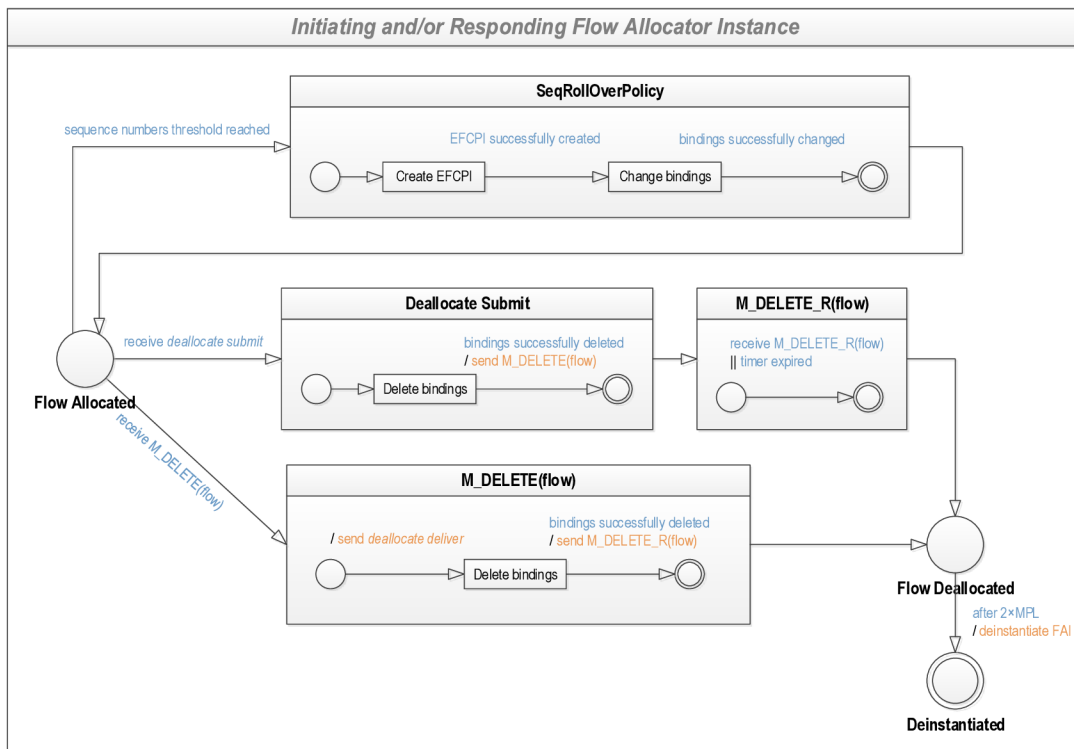 Initiating and/or Responding Flow Allocator Instance
SeqRollOverPolicy
sequence numbers threshold reached
EFCPI successfully created
bindings successfully changed
Create EFCPI
Change bindings
Deallocate Submit
M_DELETE_R(flow)
receive deallocate submit
bindings successfully deleted
/ send M_DELETE(flow)
receive M_DELETE_R(flow)
|| timer expired
Delete bindings
Flow Allocated
receive M_DELETE(flow)
M_DELETE(flow)
/ send deallocate deliver
bindings successfully deleted
/ send M_DELETE_R(flow)
Delete bindings
Flow Deallocated
after 2×MPL
/ deinstantiate FAI
Deinstantiated